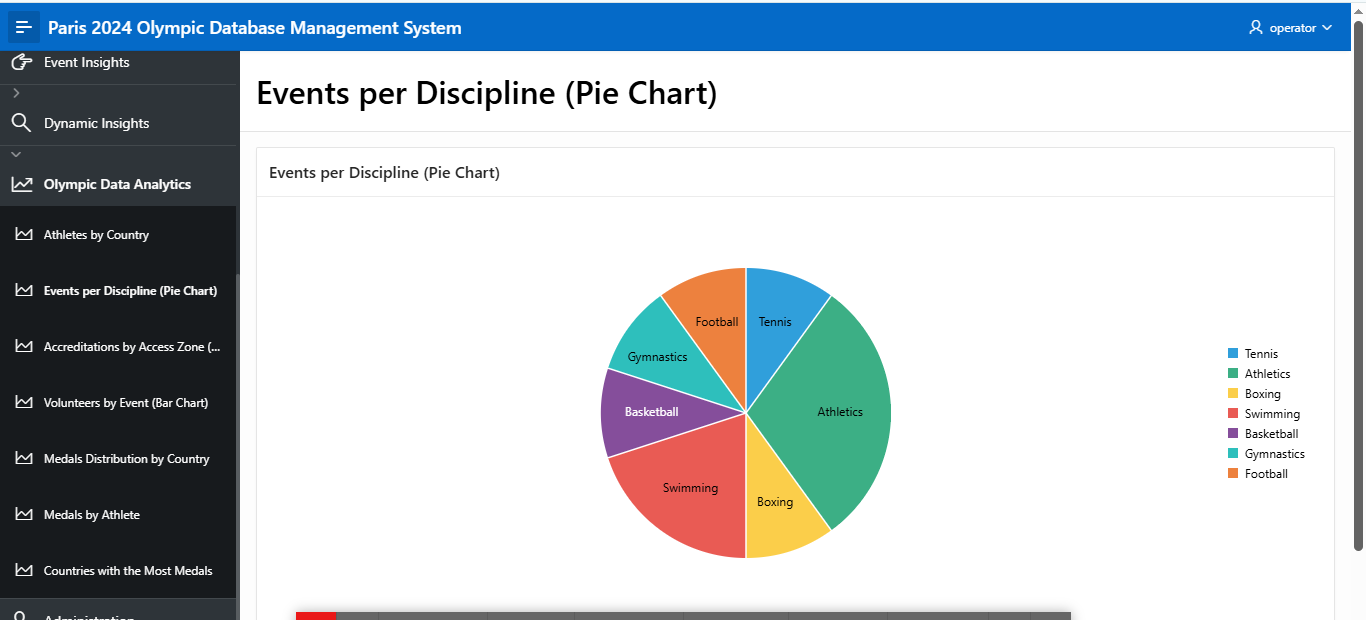 Paris 2024 Olympic Database Management System
operator
Event Insights
Dynamic Insights
Olympic Data Analytics
Athletes by Country
Events per Discipline (Pie Chart)
Accreditations by Access Zone (...
Volunteers by Event (Bar Chart)
Medals Distribution by Country
Medals by Athlete
Countries with the Most Medals
Administration
Events per Discipline (Pie Chart)
Events per Discipline (Pie Chart)
Football
Tennis
Gymnastics
Athletics
Basketball
Swimming
Boxing
Tennis
Athletics
Boxing
Swimming
Basketball
Gymnastics
Football